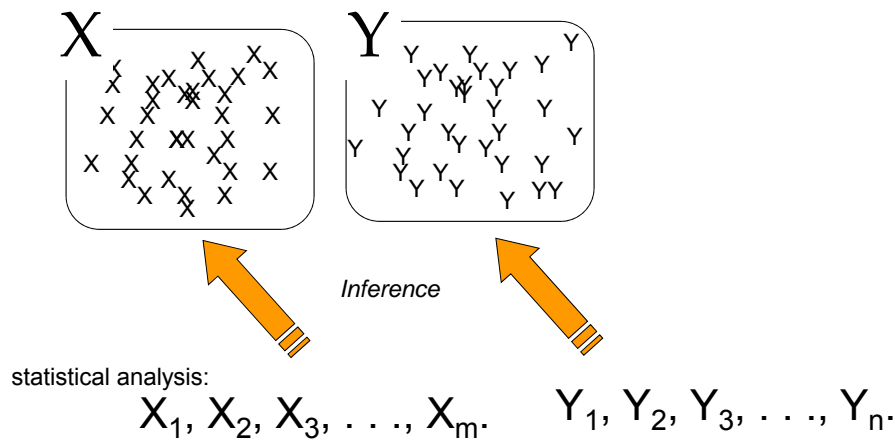 X Y
Inference
statistical analysis:
X₁, X₂, X₃, . . ., Xₘ. Y₁, Y₂, Y₃, . . ., Yₙ.